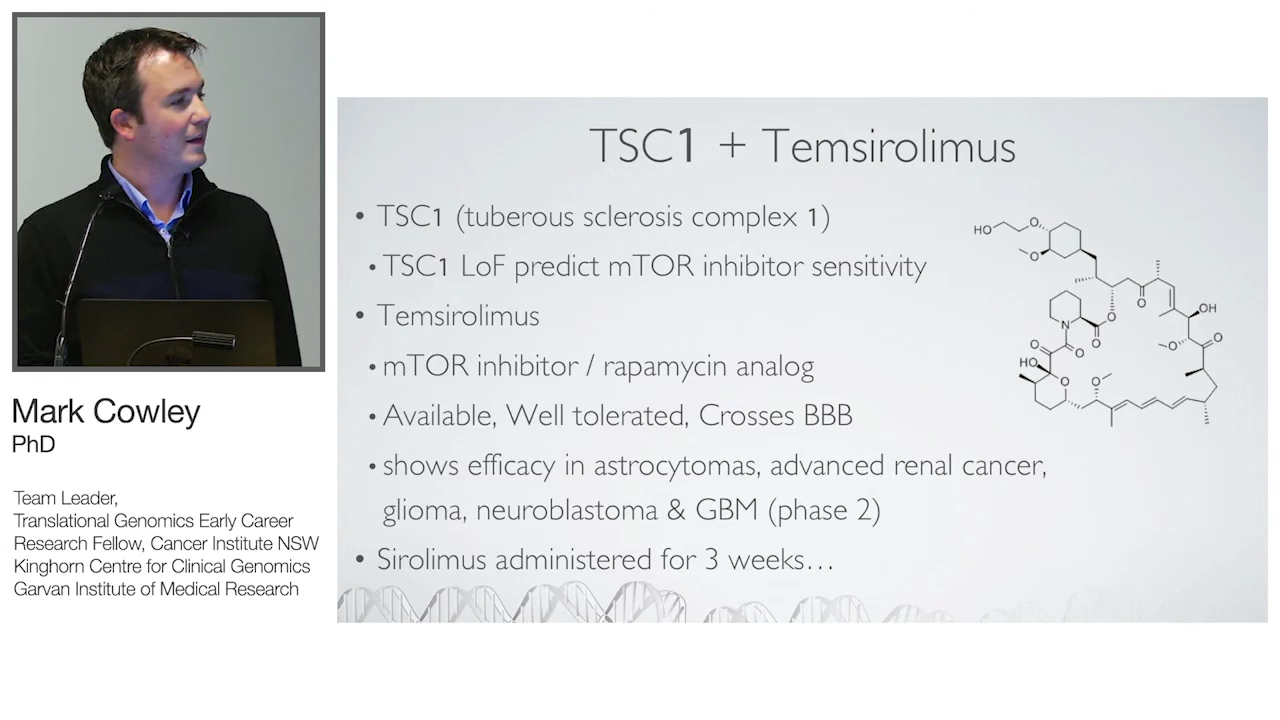 TSC1 + Temsirolimus
• TSC1 (tuberous sclerosis complex 1)
• TSC1 LoF predict mTOR inhibitor sensitivity
• Temsirolimus
• mTOR inhibitor / rapamycin analog
• Available, Well tolerated, Crosses BBB
• shows efficacy in astrocytomas, advanced renal cancer,
glioma, neuroblastoma & GBM (phase 2)
• Sirolimus administered for 3 weeks…
HO
O
O
O
OH
O
N
O
O
O
O
O
O
HO
O
O
Mark Cowley
PhD
Team Leader,
Translational Genomics Early Career
Research Fellow, Cancer Institute NSW
Kinghorn Centre for Clinical Genomics
Garvan Institute of Medical Research